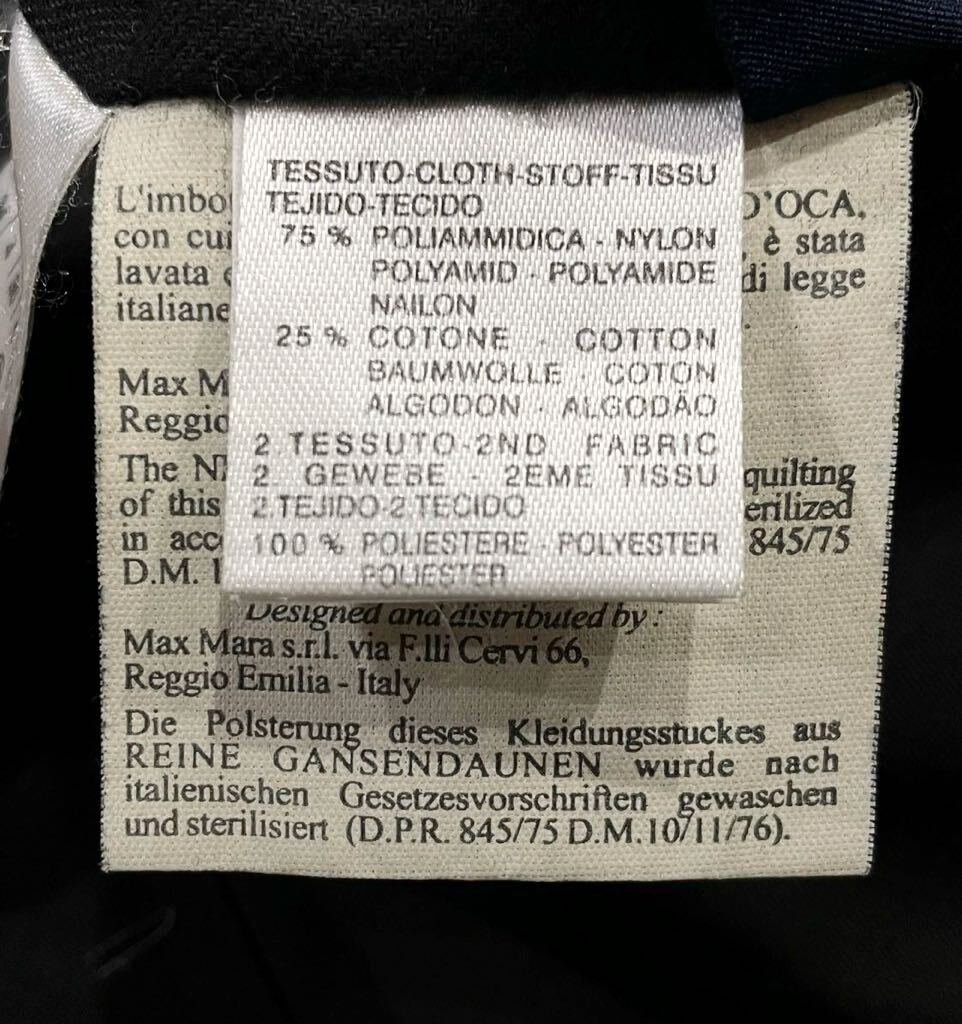 TESSUTO-CLOTH-STOFF-TISSU
TEJIDO-TECIDO
75 % POLIAMMIDICA - NYLON
POLYAMID - POLYAMIDE
NAILON
25 % COTONE - COTTON
BAUMWOLLE - COTON
ALGODON - ALGODÃO
2 TESSUTO-2ND FABRIC
2. GEWEBE - 2EME TISSU
2.TEJIDO-2.TECIDO
100 % POLIESTERE - POLYESTER
POLIESTER
L'imbo D'OCA,
con cu è stata
lavata di legge
italiane
Max M
Reggio
The quilting
of this erilized
in acc 845/75
D.M. 1
Designed and distributed by :
Max Mara s.r.l. via F.lli Cervi 66,
Reggio Emilia - Italy
Die Polsterung dieses Kleidungsstuckes aus
REINE GANSENDAUNEN wurde nach
italienischen Gesetzesvorschriften gewaschen
und sterilisiert (D.P.R. 845/75 D.M.10/11/76).